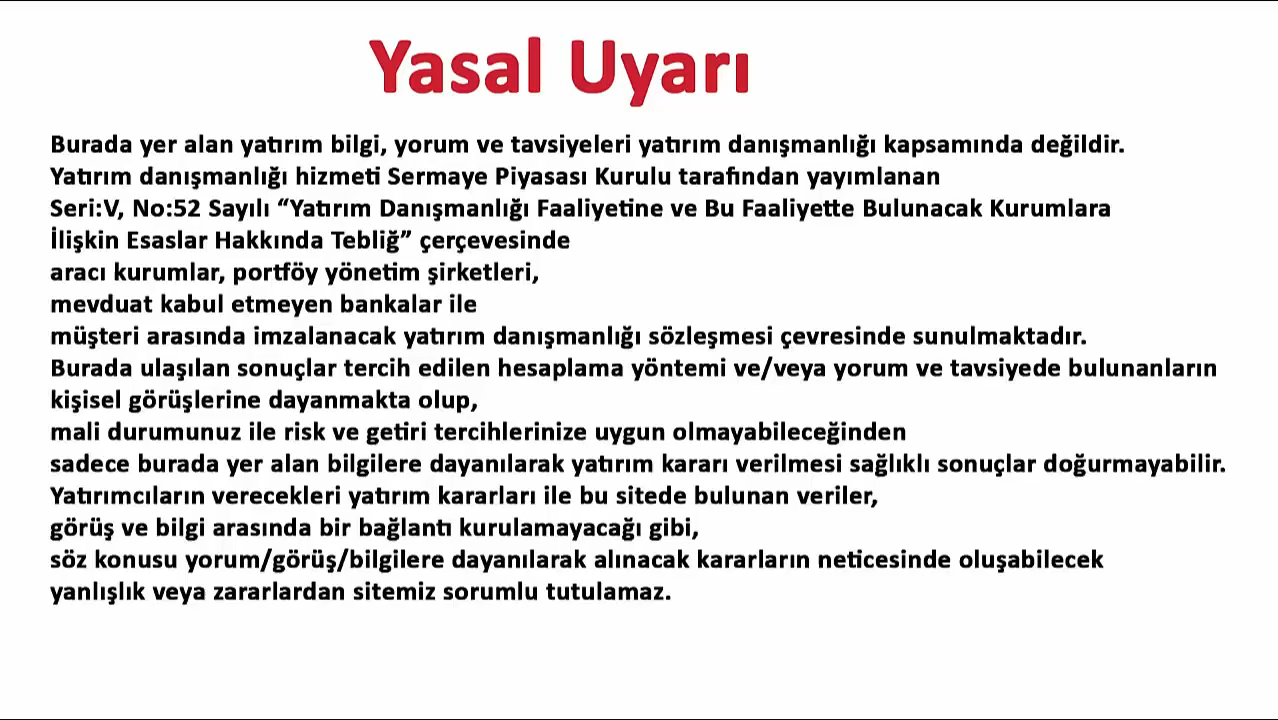 Yasal Uyarı
Burada yer alan yatırım bilgi, yorum ve tavsiyeleri yatırım danışmanlığı kapsamında değildir.
Yatırım danışmanlığı hizmeti Sermaye Piyasası Kurulu tarafından yayımlanan
Seri:V, No:52 Sayılı “Yatırım Danışmanlığı Faaliyetine ve Bu Faaliyette Bulunacak Kurumlara
İlişkin Esaslar Hakkında Tebliğ” çerçevesinde
aracı kurumlar, portföy yönetim şirketleri,
mevduat kabul etmeyen bankalar ile
müşteri arasında imzalanacak yatırım danışmanlığı sözleşmesi çevresinde sunulmaktadır.
Burada ulaşılan sonuçlar tercih edilen hesaplama yöntemi ve/veya yorum ve tavsiyede bulunanların
kişisel görüşlerine dayanmakta olup,
mali durumunuz ile risk ve getiri tercihlerinize uygun olmayabileceğinden
sadece burada yer alan bilgilere dayanılarak yatırım kararı verilmesi sağlıklı sonuçlar doğurmayabilir.
Yatırımcıların verecekleri yatırım kararları ile bu sitede bulunan veriler,
görüş ve bilgi arasında bir bağlantı kurulamayacağı gibi,
söz konusu yorum/görüş/bilgilere dayanılarak alınacak kararların neticesinde oluşabilecek
yanlışlık veya zararlardan sitemiz sorumlu tutulamaz.